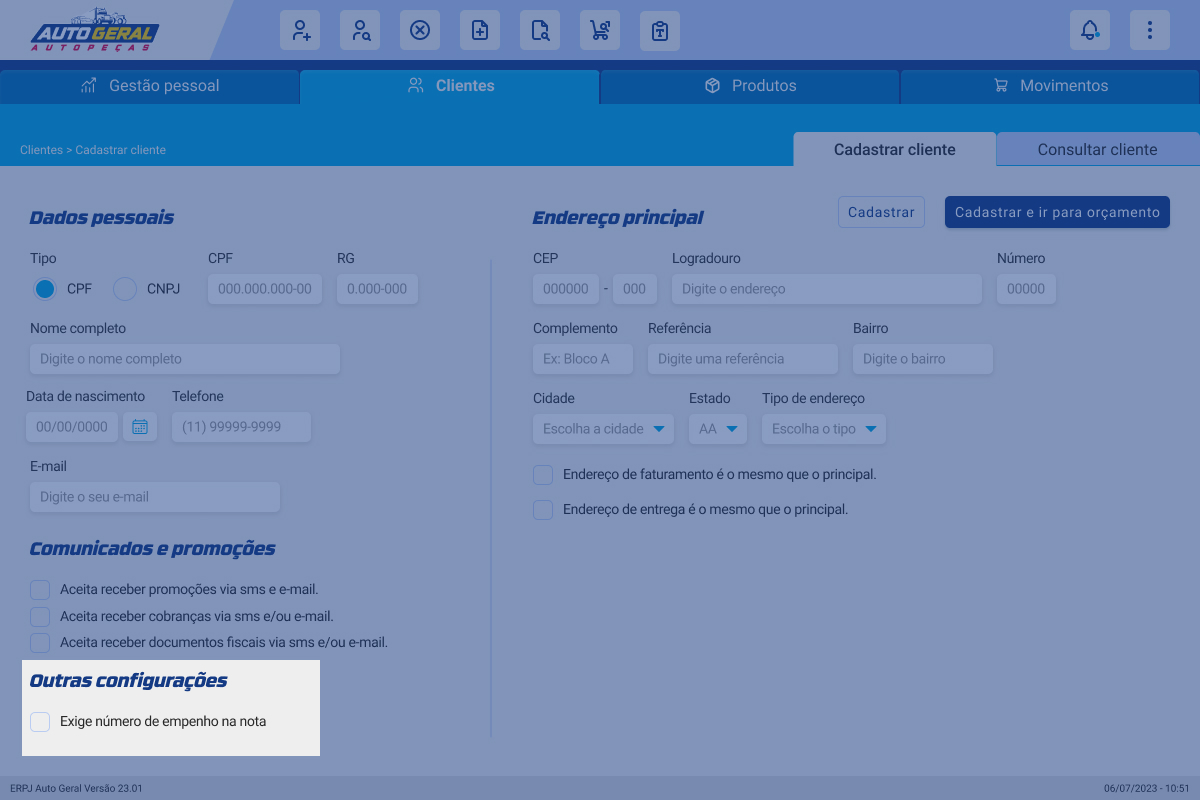 AUTO GERAL
AUTOPEÇAS
Gestão pessoal
Clientes
Produtos
Movimentos
Clientes > Cadastrar cliente
Cadastrar cliente
Consultar cliente
Dados pessoais
Tipo
CPF
RG
CPF
CNPJ
000.000.000-00
0.000-000
Nome completo
Digite o nome completo
Data de nascimento
Telefone
00/00/0000
(11) 99999-9999
E-mail
Digite o seu e-mail
Comunicados e promoções
Aceita receber promoções via sms e e-mail.
Aceita receber cobranças via sms e/ou e-mail.
Aceita receber documentos fiscais via sms e/ou e-mail.
Outras configurações
Exige número de empenho na nota
Endereço principal
Cadastrar
Cadastrar e ir para orçamento
CEP
Logradouro
Número
000000 - 000
Digite o endereço
00000
Complemento
Referência
Bairro
Ex: Bloco A
Digite uma referência
Digite o bairro
Cidade
Estado
Tipo de endereço
Escolha a cidade
AA
Escolha o tipo
Endereço de faturamento é o mesmo que o principal.
Endereço de entrega é o mesmo que o principal.
ERPJ Auto Geral Versão 23.01
06/07/2023 - 10:51